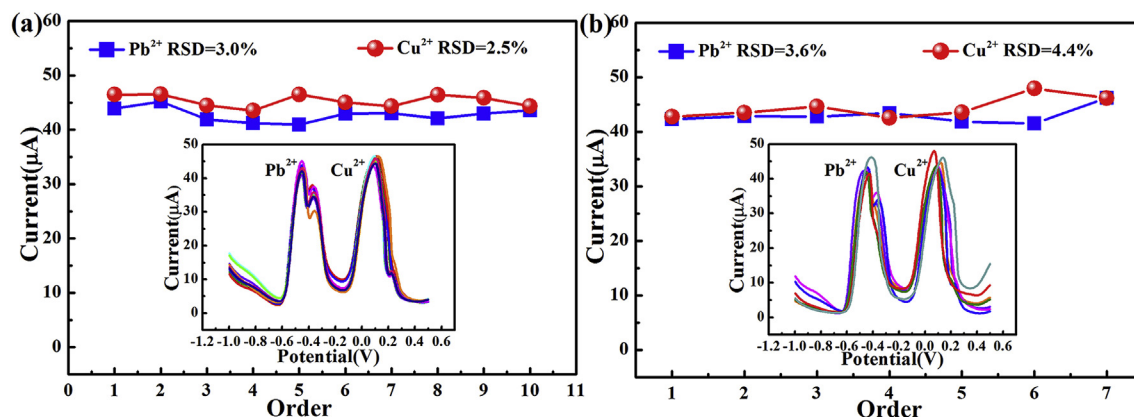 (a)
Pb²⁺ RSD=3.0%
Cu²⁺ RSD=2.5%
Current(μA)
60
50
40
30
20
10
0
0 1 2 3 4 5 6 7 8 9 10 11
Order
Pb²⁺
Cu²⁺
Current(μA)
50
40
30
20
10
0
-1.2 -1.0 -0.8 -0.6 -0.4 -0.2 0.0 0.2 0.4 0.6
Potential(V)
(b)
Pb²⁺ RSD=3.6%
Cu²⁺ RSD=4.4%
Current(μA)
60
50
40
30
20
10
0
1 2 3 4 5 6 7
Order
Pb²⁺
Cu²⁺
Current(μA)
50
40
30
20
10
0
-1.2 -1.0 -0.8 -0.6 -0.4 -0.2 0.0 0.2 0.4 0.6
Potential(V)